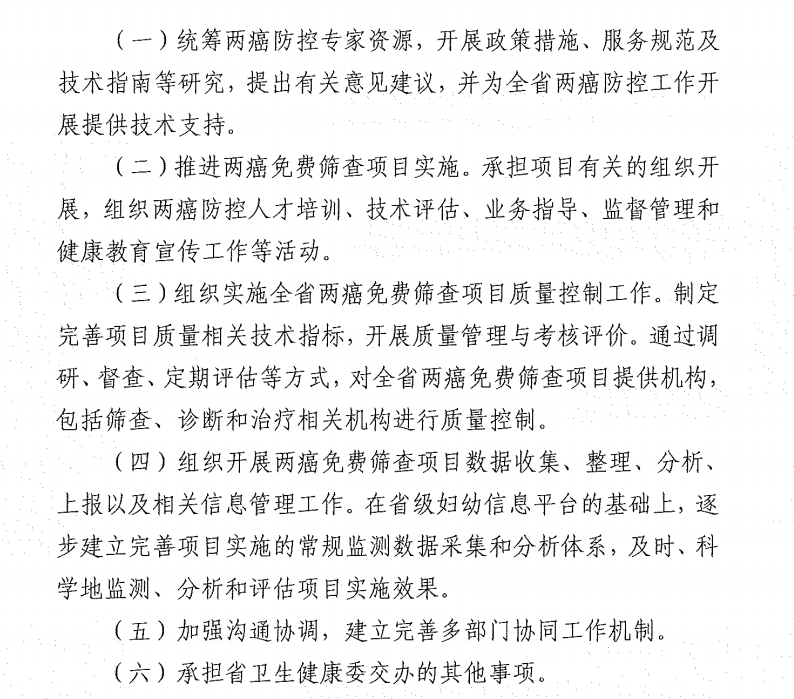 （一）统筹两癌防控专家资源，开展政策措施、服务规范及
技术指南等研究，提出有关意见建议，并为全省两癌防控工作开
展提供技术支持。
（二）推进两癌免费筛查项目实施。承担项目有关的组织开
展，组织两癌防控人才培训、技术评估、业务指导、监督管理和
健康教育宣传工作等活动。
（三）组织实施全省两癌免费筛查项目质量控制工作。制定
完善项目质量相关技术指标，开展质量管理与考核评价。通过调
研、督查、定期评估等方式，对全省两癌免费筛查项目提供机构，
包括筛查、诊断和治疗相关机构进行质量控制。
（四）组织开展两癌免费筛查项目数据收集、整理、分析、
上报以及相关信息管理工作。在省级妇幼信息平台的基础上，逐
步建立完善项目实施的常规监测数据采集和分析体系，及时、科
学地监测、分析和评估项目实施效果。
（五）加强沟通协调，建立完善多部门协同工作机制。
（六）承担省卫生健康委交办的其他事项。